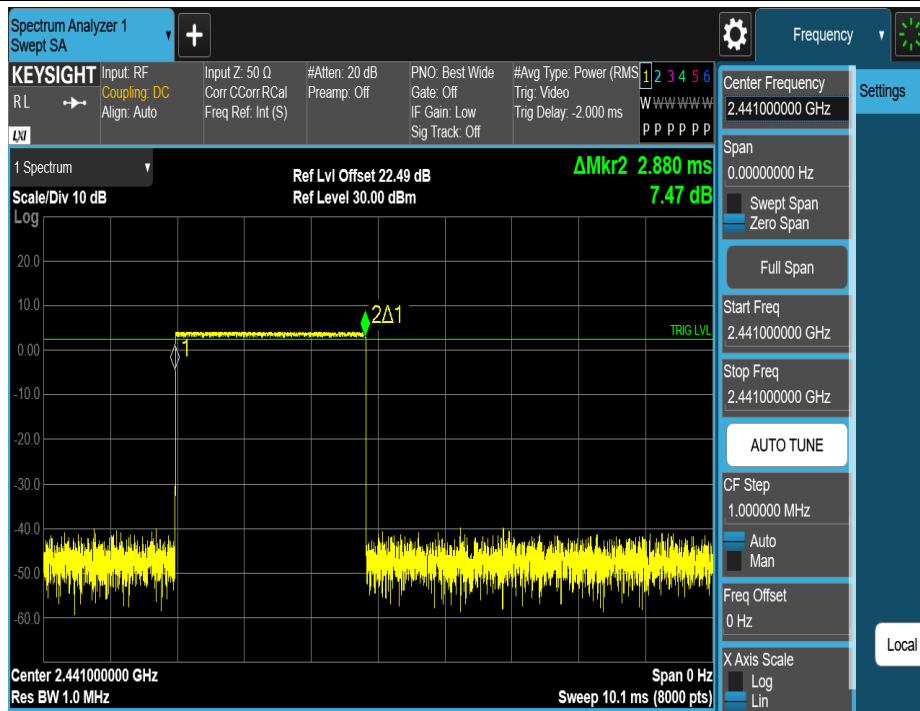 Spectrum Analyzer 1
Swept SA
+
Frequency
KEYSIGHT
RL
LXI
Input: RF
Coupling: DC
Align: Auto
Input Z: 50 Ω
Corr CCorr RCal
Freq Ref: Int (S)
#Atten: 20 dB
Preamp: Off
PNO: Best Wide
Gate: Off
IF Gain: Low
Sig Track: Off
#Avg Type: Power (RMS
Trig: Video
Trig Delay: -2.000 ms
1 2 3 4 5 6
W W W W W W
P P P P P P
Center Frequency
2.441000000 GHz
Settings
Span
0.00000000 Hz
Swept Span
Zero Span
Full Span
Start Freq
2.441000000 GHz
Stop Freq
2.441000000 GHz
AUTO TUNE
CF Step
1.000000 MHz
Auto
Man
Freq Offset
0 Hz
X Axis Scale
Log
Lin
Local
1 Spectrum
Scale/Div 10 dB
Log
Ref Lvl Offset 22.49 dB
Ref Level 30.00 dBm
ΔMkr2 2.880 ms
7.47 dB
20.0
10.0
0.00
-10.0
-20.0
-30.0
-40.0
-50.0
-60.0
2Δ1
1
TRIG LVL
Center 2.441000000 GHz
Span 0 Hz
Res BW 1.0 MHz
Sweep 10.1 ms (8000 pts)